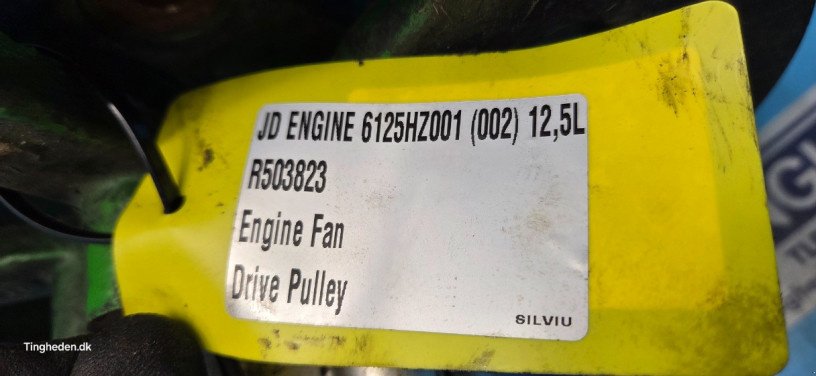 JD ENGINE 6125HZ001 (002) 12,5L
R503823
Engine Fan
Drive Pulley
SILVIU
Tingheden.dk